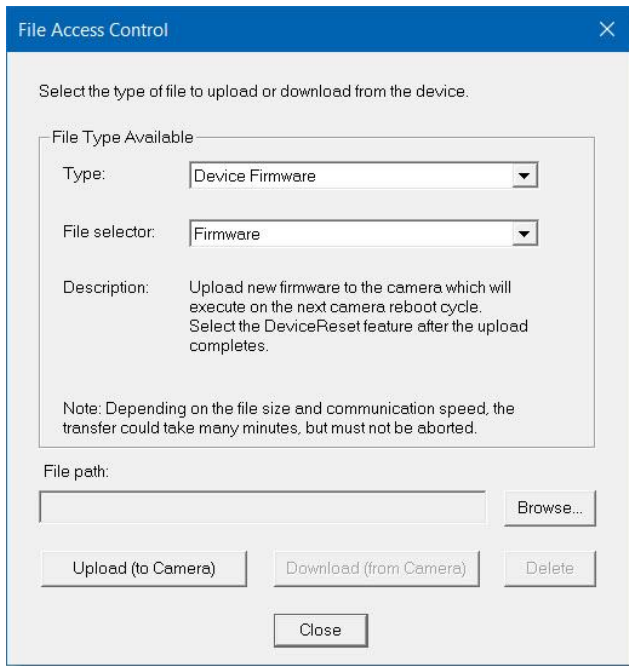 File Access Control
Select the type of file to upload or download from the device.
File Type Available
Type:
Device Firmware
File selector:
Firmware
Description:
Upload new firmware to the camera which will
execute on the next camera reboot cycle.
Select the DeviceReset feature after the upload
completes.
Note: Depending on the file size and communication speed, the
transfer could take many minutes, but must not be aborted.
File path:
Browse...
Upload (to Camera)
Download (from Camera)
Delete
Close